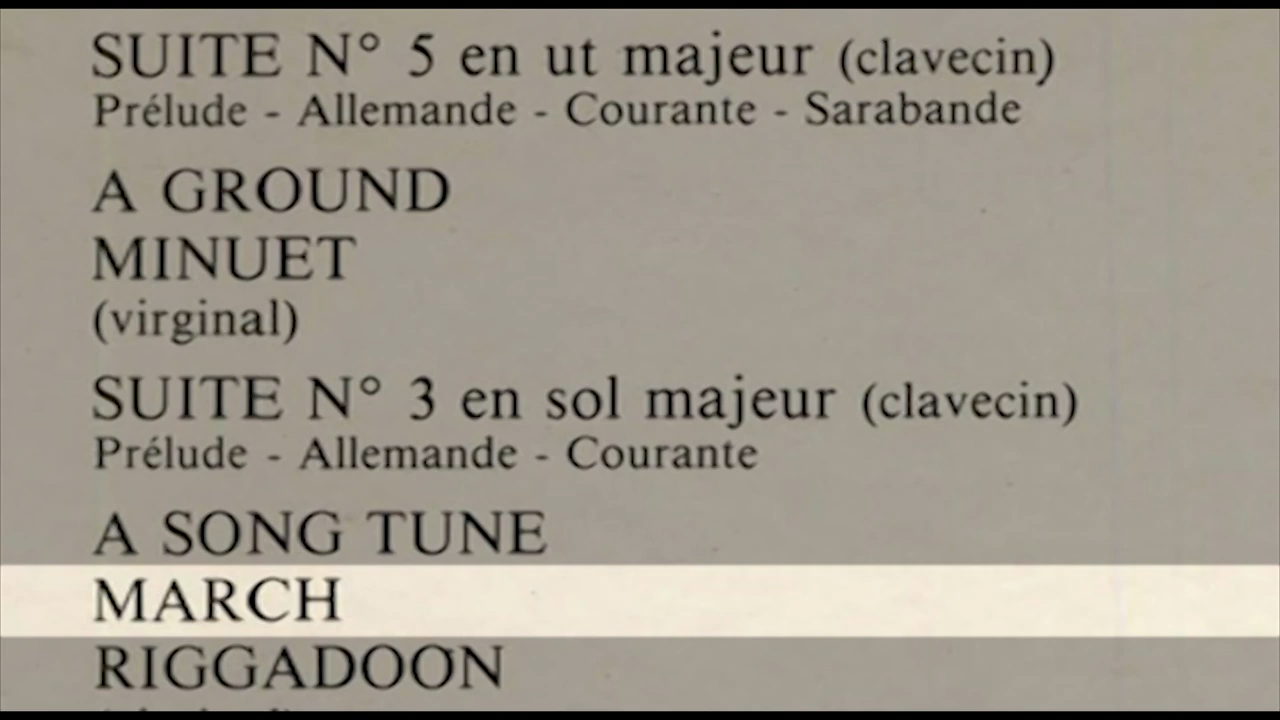 SUITE N° 5 en ut majeur (clavecin)
Prélude - Allemande - Courante - Sarabande
A GROUND
MINUET
(virginal)
SUITE N° 3 en sol majeur (clavecin)
Prélude - Allemande - Courante
A SONG TUNE
MARCH
RIGGADOON